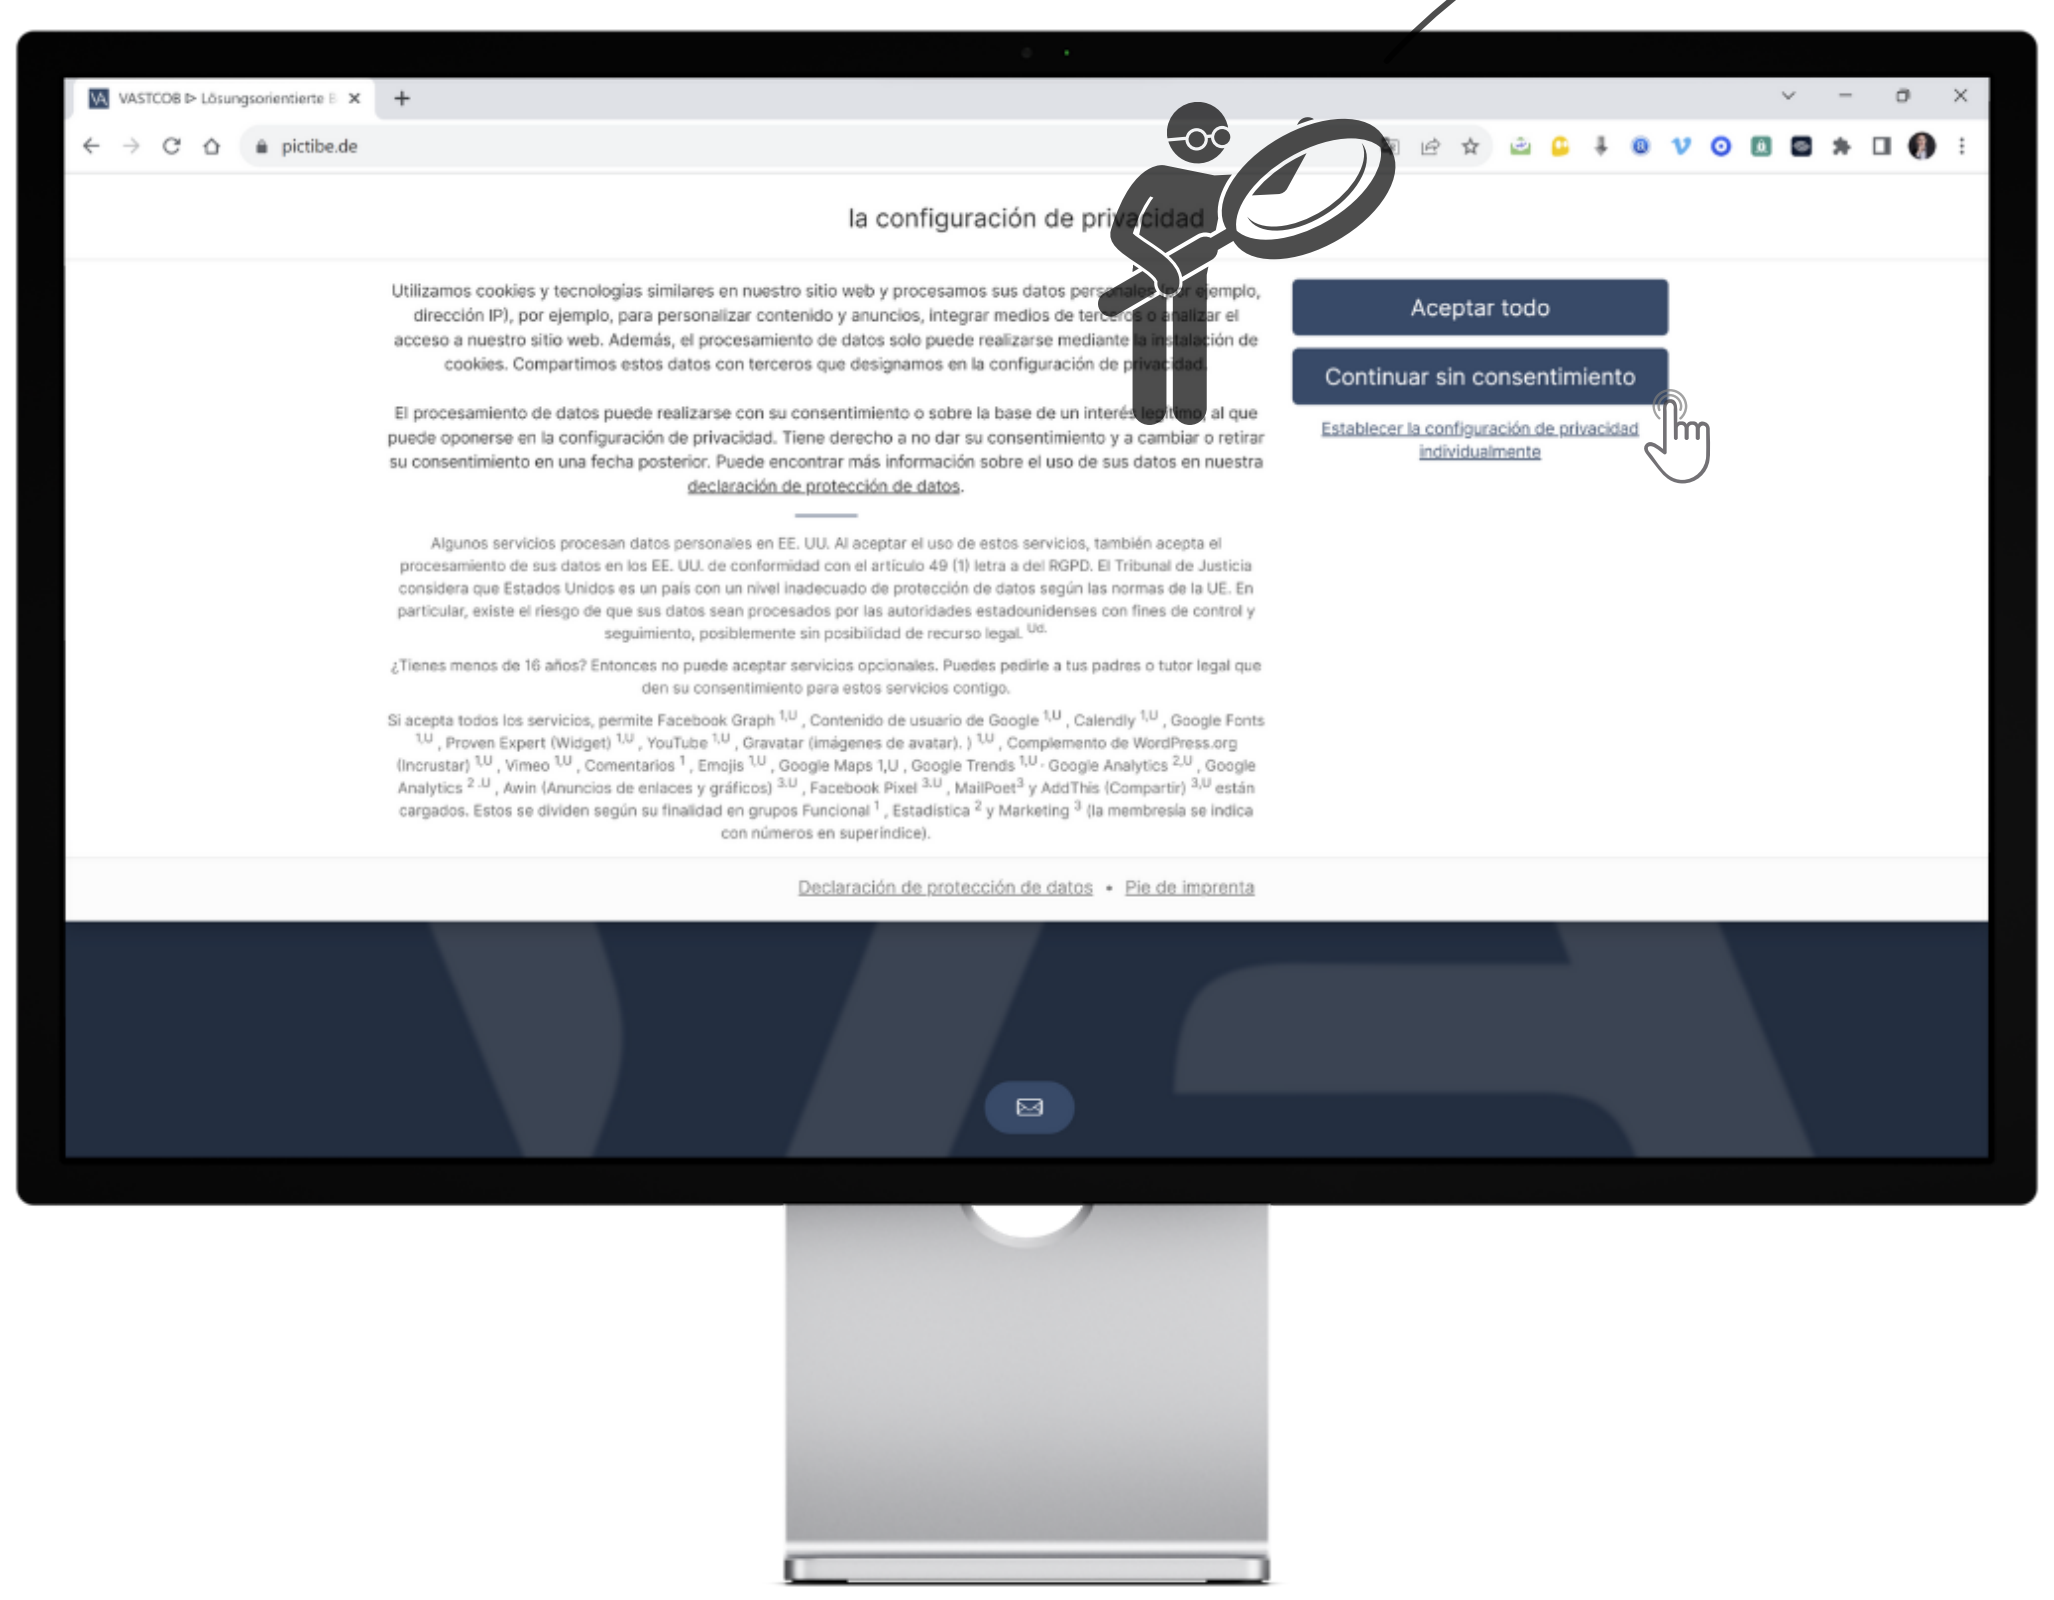 VASTCOB ▷ Lösungsorientierte B
pictibe.de
la configuración de privacidad
Utilizamos cookies y tecnologías similares en nuestro sitio web y procesamos sus datos personales (por ejemplo,
dirección IP), por ejemplo, para personalizar contenido y anuncios, integrar medios de terceros o analizar el
acceso a nuestro sitio web. Además, el procesamiento de datos solo puede realizarse mediante la instalación de
cookies. Compartimos estos datos con terceros que designamos en la configuración de privacidad.
El procesamiento de datos puede realizarse con su consentimiento o sobre la base de un interés legítimo, al que
puede oponerse en la configuración de privacidad. Tiene derecho a no dar su consentimiento y a cambiar o retirar
su consentimiento en una fecha posterior. Puede encontrar más información sobre el uso de sus datos en nuestra
declaración de protección de datos.
Algunos servicios procesan datos personales en EE. UU. Al aceptar el uso de estos servicios, también acepta el
procesamiento de sus datos en los EE. UU. de conformidad con el artículo 49 (1) letra a del RGPD. El Tribunal de Justicia
considera que Estados Unidos es un país con un nivel inadecuado de protección de datos según las normas de la UE. En
particular, existe el riesgo de que sus datos sean procesados por las autoridades estadounidenses con fines de control y
seguimiento, posiblemente sin posibilidad de recurso legal. Ud.
¿Tienes menos de 16 años? Entonces no puede aceptar servicios opcionales. Puedes pedirle a tus padres o tutor legal que
den su consentimiento para estos servicios contigo.
Si acepta todos los servicios, permite Facebook Graph 1,U , Contenido de usuario de Google 1,U , Calendly 1,U , Google Fonts
1,U , Proven Expert (Widget) 1,U , YouTube 1,U , Gravatar (imágenes de avatar). ) 1,U , Complemento de WordPress.org
(Incrustar) 1,U , Vimeo 1,U , Comentarios 1 , Emojis 1,U , Google Maps 1,U , Google Trends 1,U · Google Analytics 2,U , Google
Analytics 2 .U , Awin (Anuncios de enlaces y gráficos) 3.U , Facebook Pixel 3.U , MailPoet3 y AddThis (Compartir) 3,U están
cargados. Estos se dividen según su finalidad en grupos Funcional 1 , Estadística 2 y Marketing 3 (la membresía se indica
con números en superíndice).
Aceptar todo
Continuar sin consentimiento
Establecer la configuración de privacidad
individualmente
Declaración de protección de datos • Pie de imprenta